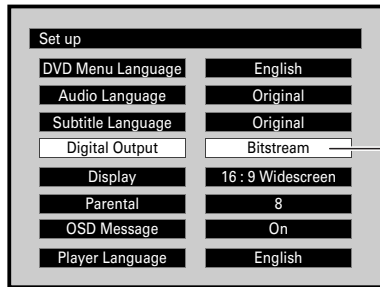 Set up
DVD Menu Language English
Audio Language Original
Subtitle Language Original
Digital Output Bitstream
Display 16 : 9 Widescreen
Parental 8
OSD Message On
Player Language English